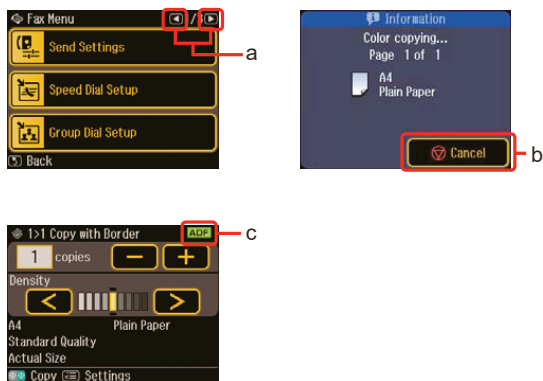 Fax Menu
Send Settings
Speed Dial Setup
Group Dial Setup
Back
a
Information
Color copying...
Page 1 of 1
A4
Plain Paper
Cancel
b
1>1 Copy with Border ADF
1 copies − +
Density
< >
A4 Plain Paper
Standard Quality
Actual Size
Copy Settings
c